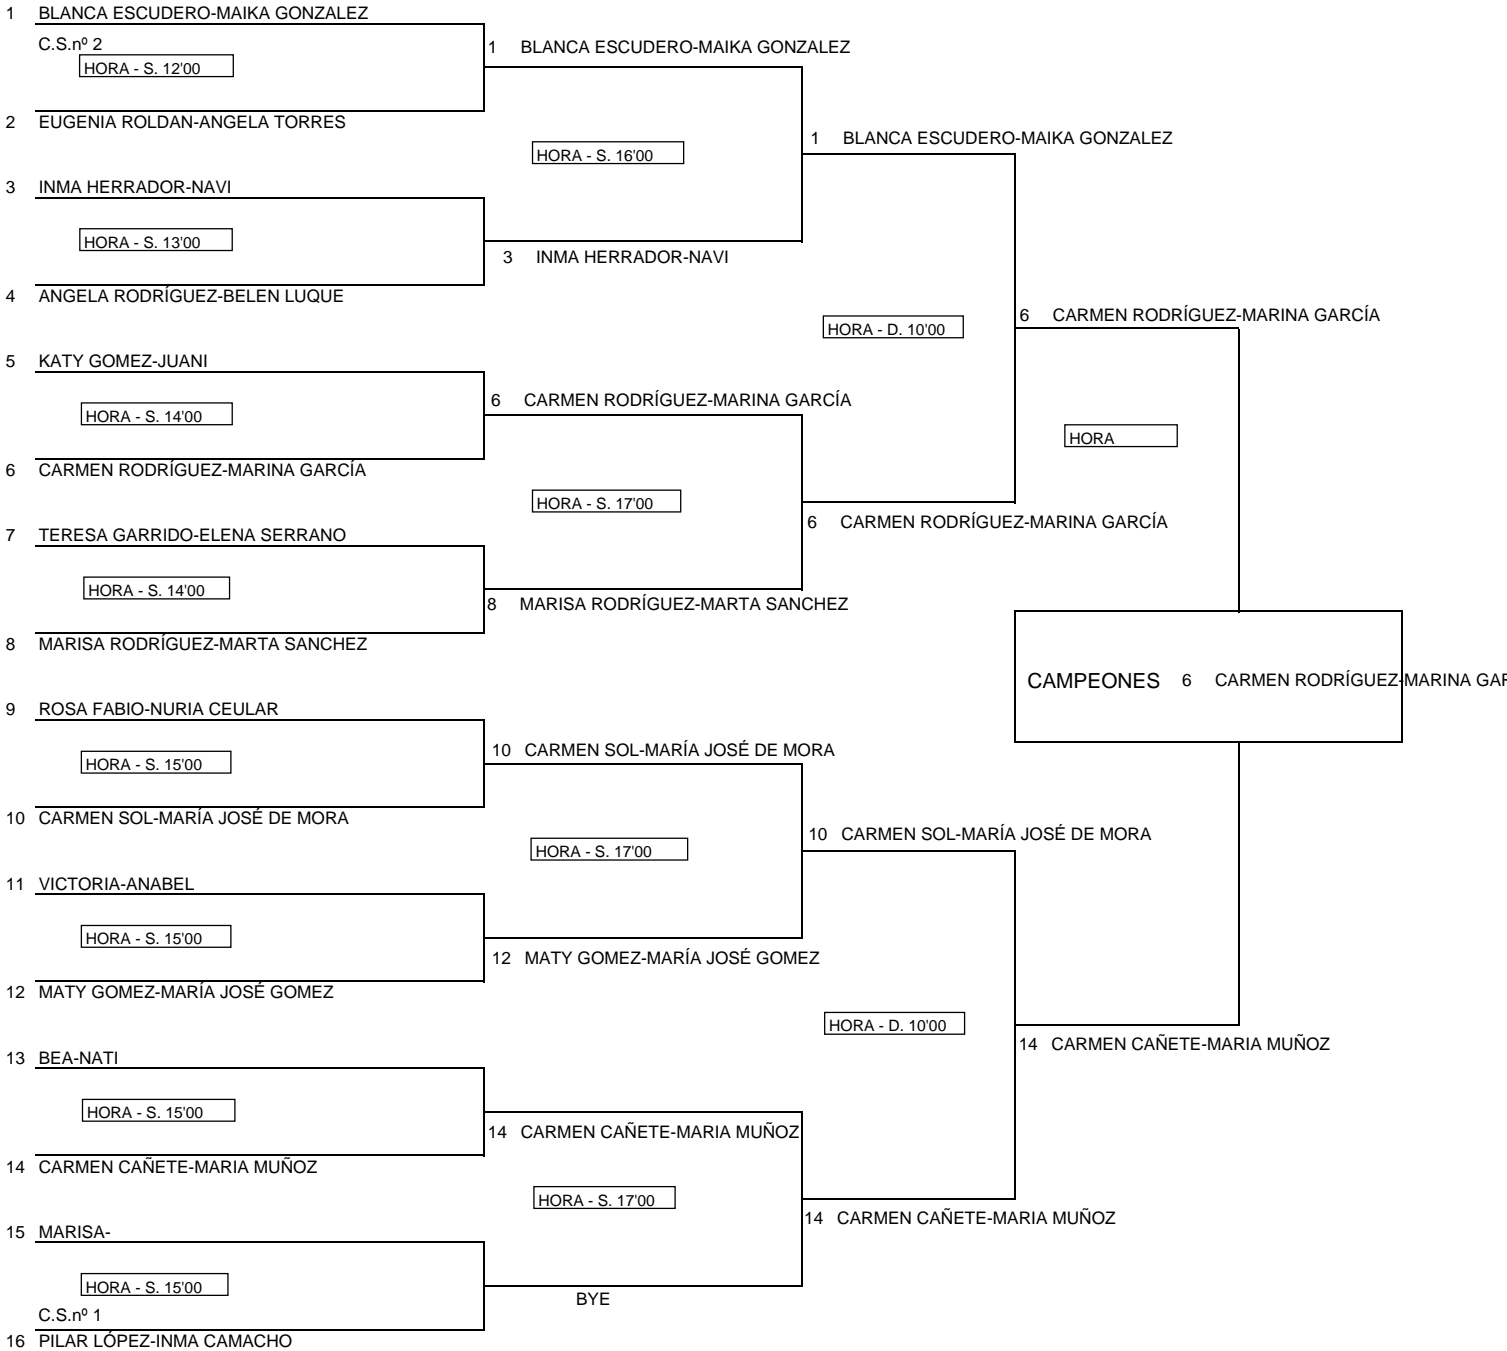 1 BLANCA ESCUDERO-MAIKA GONZALEZ
C.S.nº 2
HORA - S. 12'00
2 EUGENIA ROLDAN-ANGELA TORRES
3 INMA HERRADOR-NAVI
HORA - S. 13'00
4 ANGELA RODRÍGUEZ-BELEN LUQUE
5 KATY GOMEZ-JUANI
HORA - S. 14'00
6 CARMEN RODRÍGUEZ-MARINA GARCÍA
7 TERESA GARRIDO-ELENA SERRANO
HORA - S. 14'00
8 MARISA RODRÍGUEZ-MARTA SANCHEZ
9 ROSA FABIO-NURIA CEULAR
HORA - S. 15'00
10 CARMEN SOL-MARÍA JOSÉ DE MORA
11 VICTORIA-ANABEL
HORA - S. 15'00
12 MATY GOMEZ-MARÍA JOSÉ GOMEZ
13 BEA-NATI
HORA - S. 15'00
14 CARMEN CAÑETE-MARIA MUÑOZ
15 MARISA-
HORA - S. 15'00
C.S.nº 1
16 PILAR LÓPEZ-INMA CAMACHO
1 BLANCA ESCUDERO-MAIKA GONZALEZ
HORA - S. 16'00
3 INMA HERRADOR-NAVI
6 CARMEN RODRÍGUEZ-MARINA GARCÍA
HORA - S. 17'00
8 MARISA RODRÍGUEZ-MARTA SANCHEZ
10 CARMEN SOL-MARÍA JOSÉ DE MORA
HORA - S. 17'00
12 MATY GOMEZ-MARÍA JOSÉ GOMEZ
14 CARMEN CAÑETE-MARIA MUÑOZ
HORA - S. 17'00
BYE
1 BLANCA ESCUDERO-MAIKA GONZALEZ
HORA - D. 10'00
6 CARMEN RODRÍGUEZ-MARINA GARCÍA
10 CARMEN SOL-MARÍA JOSÉ DE MORA
HORA - D. 10'00
14 CARMEN CAÑETE-MARIA MUÑOZ
6 CARMEN RODRÍGUEZ-MARINA GARCÍA
HORA
14 CARMEN CAÑETE-MARIA MUÑOZ
CAMPEONES 6 CARMEN RODRÍGUEZ-MARINA